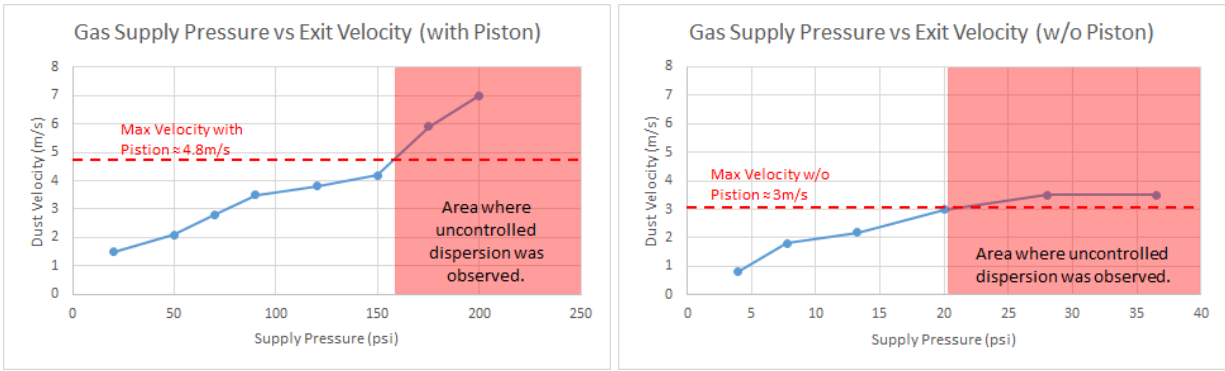 Gas Supply Pressure vs Exit Velocity (with Piston)
8
7
6
5
4
3
2
1
0
Dust Velocity (m/s)
Max Velocity with
Pistion ≈ 4.8m/s
Area where
uncontrolled
dispersion was
observed.
0 50 100 150 200 250
Supply Pressure (psi)
Gas Supply Pressure vs Exit Velocity (w/o Piston)
8
7
6
5
4
3
2
1
0
Dust Velocity (m/s)
Max Velocity w/o
Pistion ≈ 3m/s
Area where uncontrolled
dispersion was observed.
0 5 10 15 20 25 30 35 40
Supply Pressure (psi)